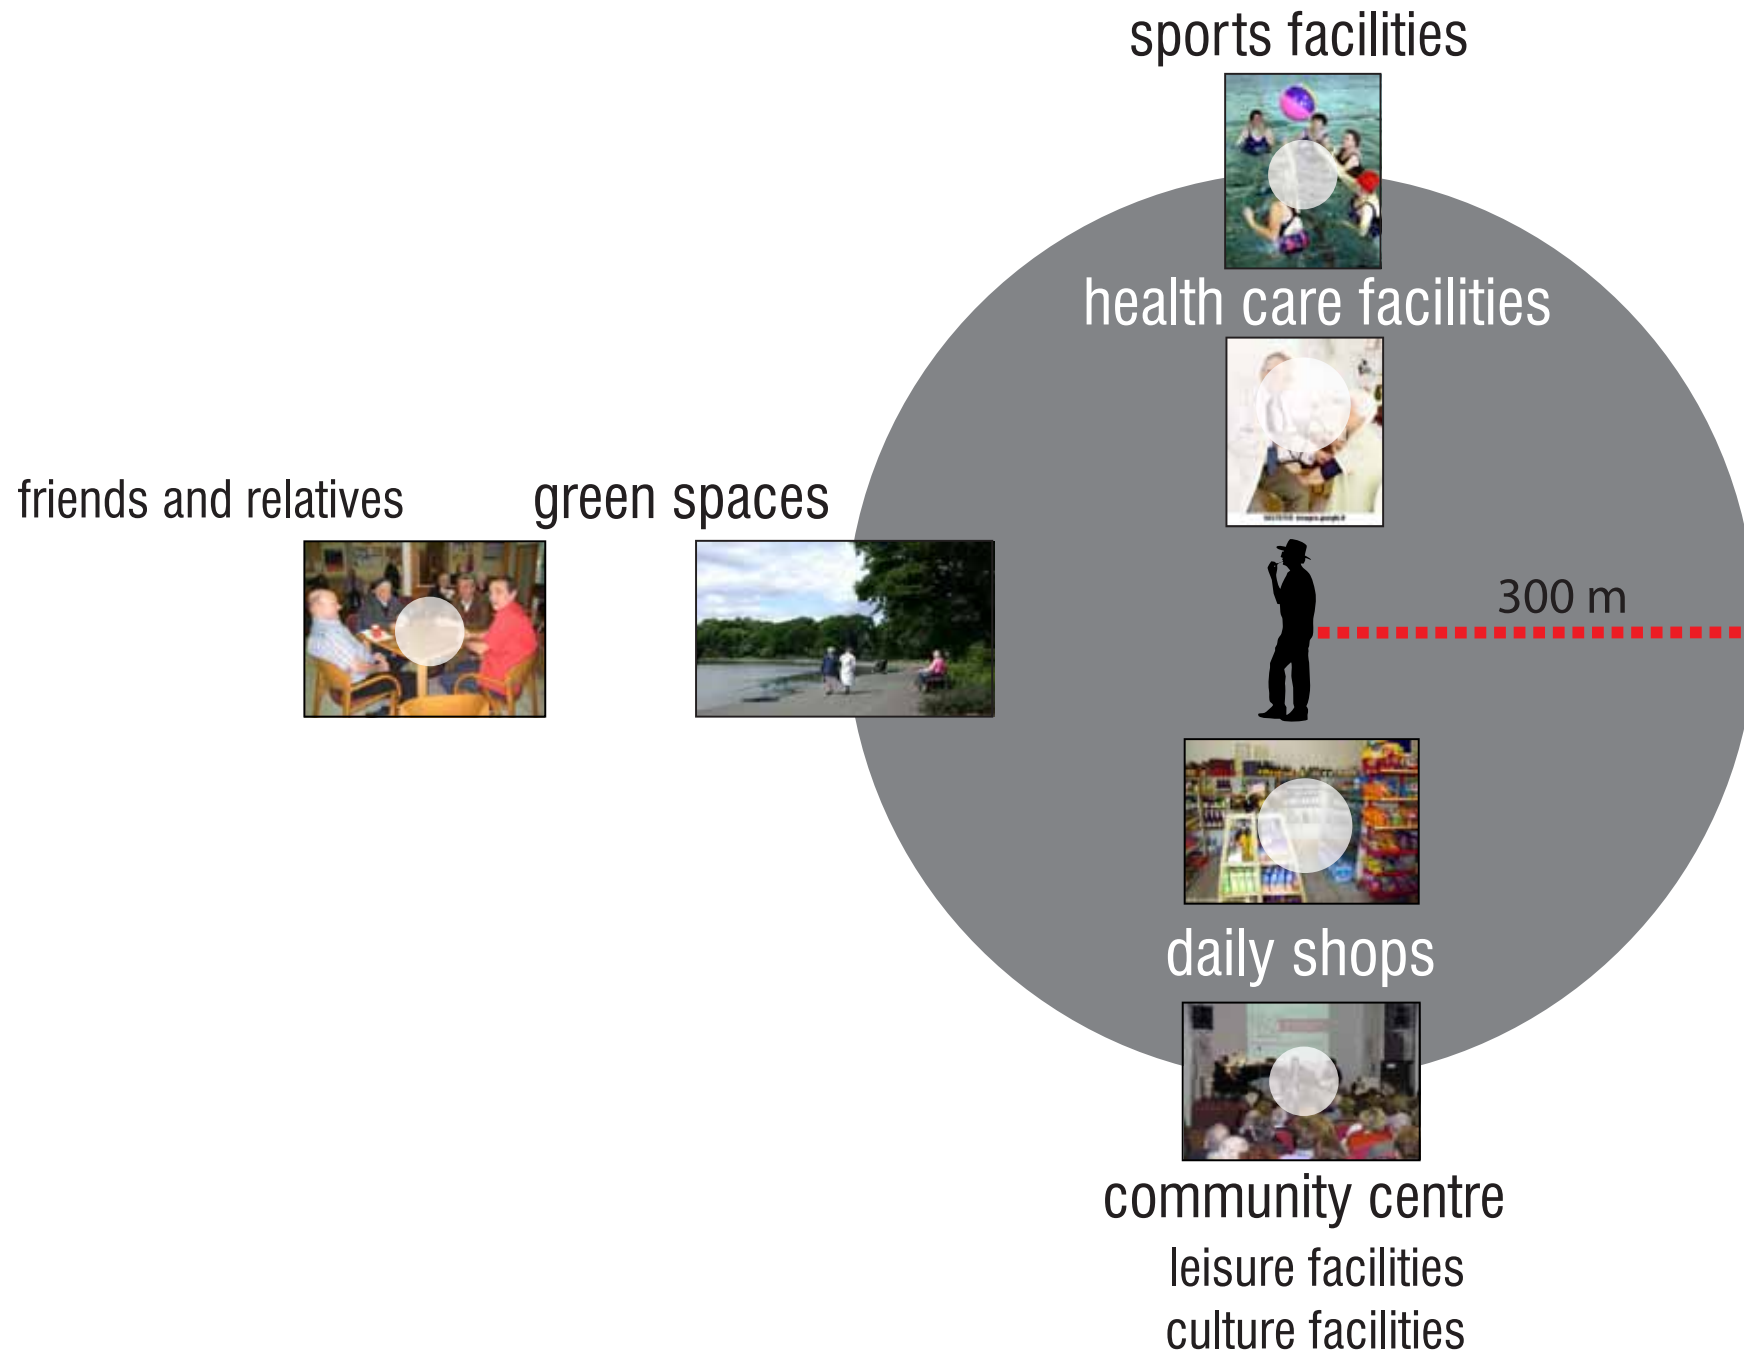 sports facilities
health care facilities
friends and relatives
green spaces
300 m
daily shops
community centre
leisure facilities
culture facilities